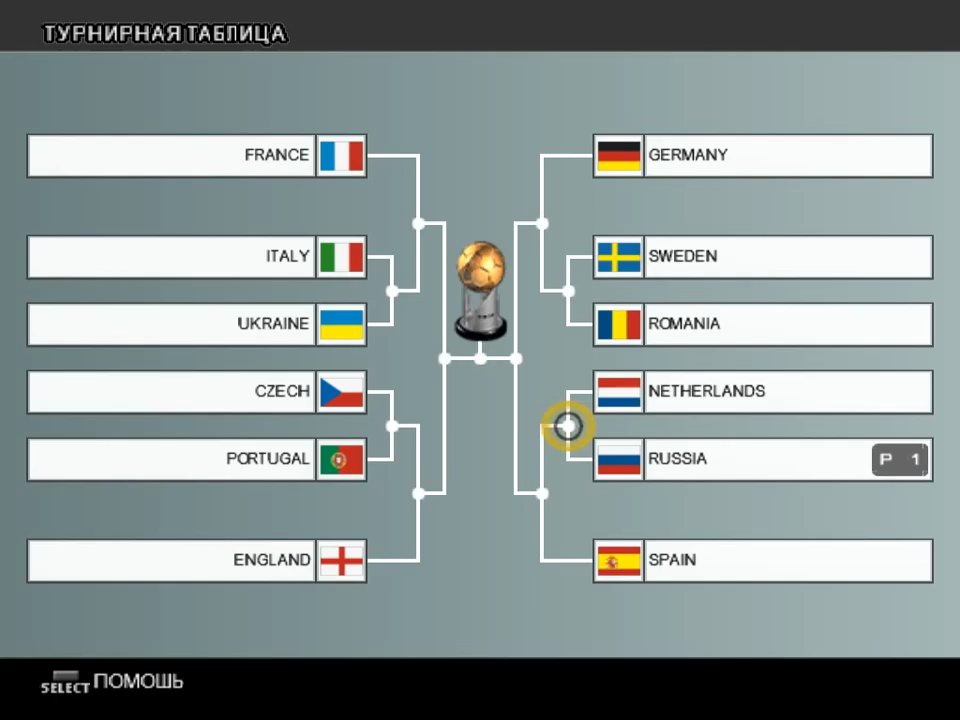 ТУРНИРНАЯ ТАБЛИЦА
FRANCE
GERMANY
ITALY
SWEDEN
UKRAINE
ROMANIA
CZECH
NETHERLANDS
PORTUGAL
RUSSIA P 1
ENGLAND
SPAIN
SELECT ПОМОШЬ